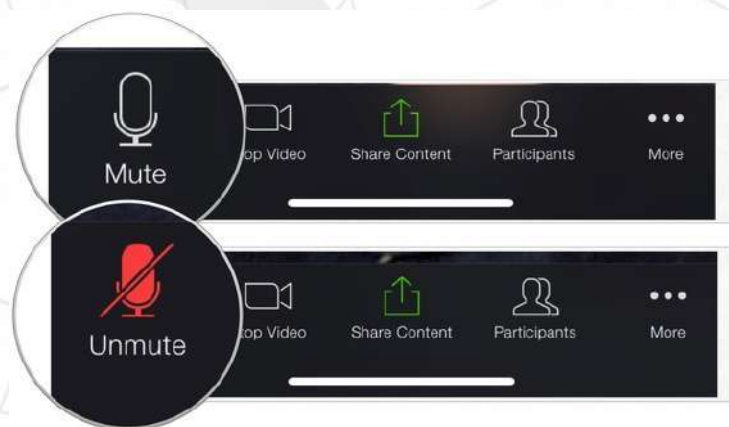 Mute
op Video Share Content Participants More
Unmute
op Video Share Content Participants More